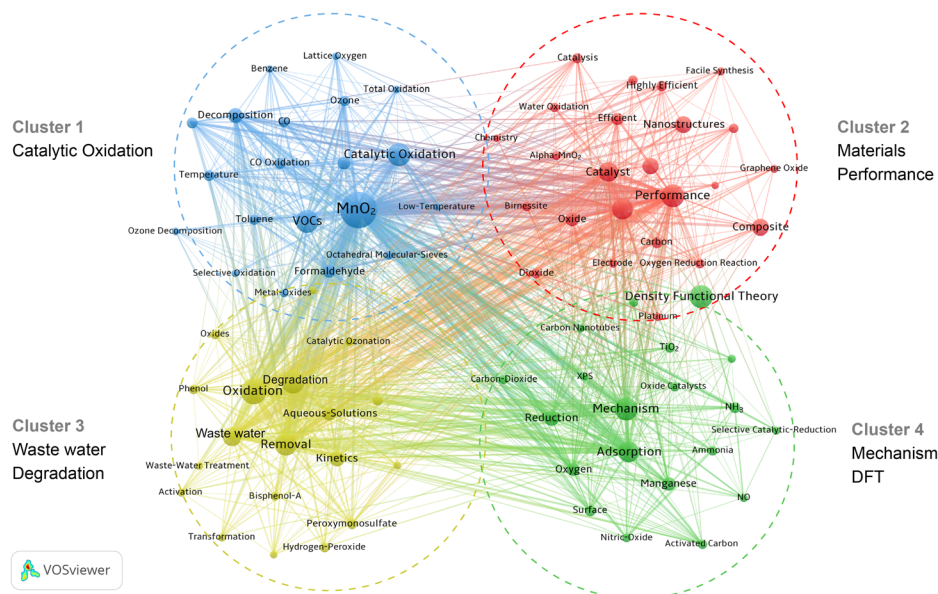 Cluster 1
Catalytic Oxidation
Lattice Oxygen
Benzene
Total Oxidation
Ozone
Decomposition
CO
Catalytic Oxidation
CO Oxidation
Temperature
MnO₂
Low-Temperature
VOCs
Toluene
Ozone Decomposition
Octahedral Molecular-Sieves
Selective Oxidation
Formaldehyde
Metal-Oxides
Cluster 2
Materials
Performance
Catalysis
Facile Synthesis
Highly Efficient
Water Oxidation
Efficient
Nanostructures
Chemistry
Alpha-MnO₂
Catalyst
Graphene Oxide
Performance
Birnessite
Oxide
Composite
Carbon
Electrode
Oxygen Reduction Reaction
Dioxide
Platinum
Cluster 3
Waste water
Degradation
Oxides
Catalytic Ozonation
Degradation
Phenol
Oxidation
Aqueous-Solutions
Waste water
Removal
Kinetics
Waste-Water Treatment
Activation
Bisphenol-A
Peroxymonosulfate
Transformation
Hydrogen-Peroxide
Cluster 4
Mechanism
DFT
Density Functional Theory
Carbon Nanotubes
TiO₂
Carbon-Dioxide
XPS
Oxide Catalysts
Mechanism
NH₃
Reduction
Selective Catalytic-Reduction
Adsorption
Ammonia
Oxygen
Manganese
NO
Surface
Nitric-Oxide
Activated Carbon
VOSviewer